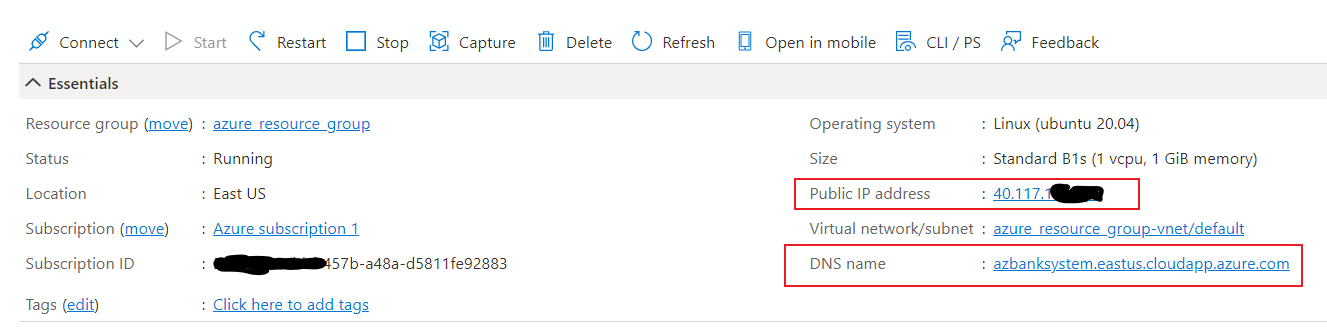 Connect Start Restart Stop Capture Delete Refresh Open in mobile CLI / PS Feedback
Essentials
Resource group (move) : azure_resource_group
Status : Running
Location : East US
Subscription (move) : Azure subscription 1
Subscription ID : 457b-a48a-d5811fe92883
Tags (edit) : Click here to add tags
Operating system : Linux (ubuntu 20.04)
Size : Standard B1s (1 vcpu, 1 GiB memory)
Public IP address : 40.117.1
Virtual network/subnet : azure_resource_group-vnet/default
DNS name : azbanksystem.eastus.cloudapp.azure.com